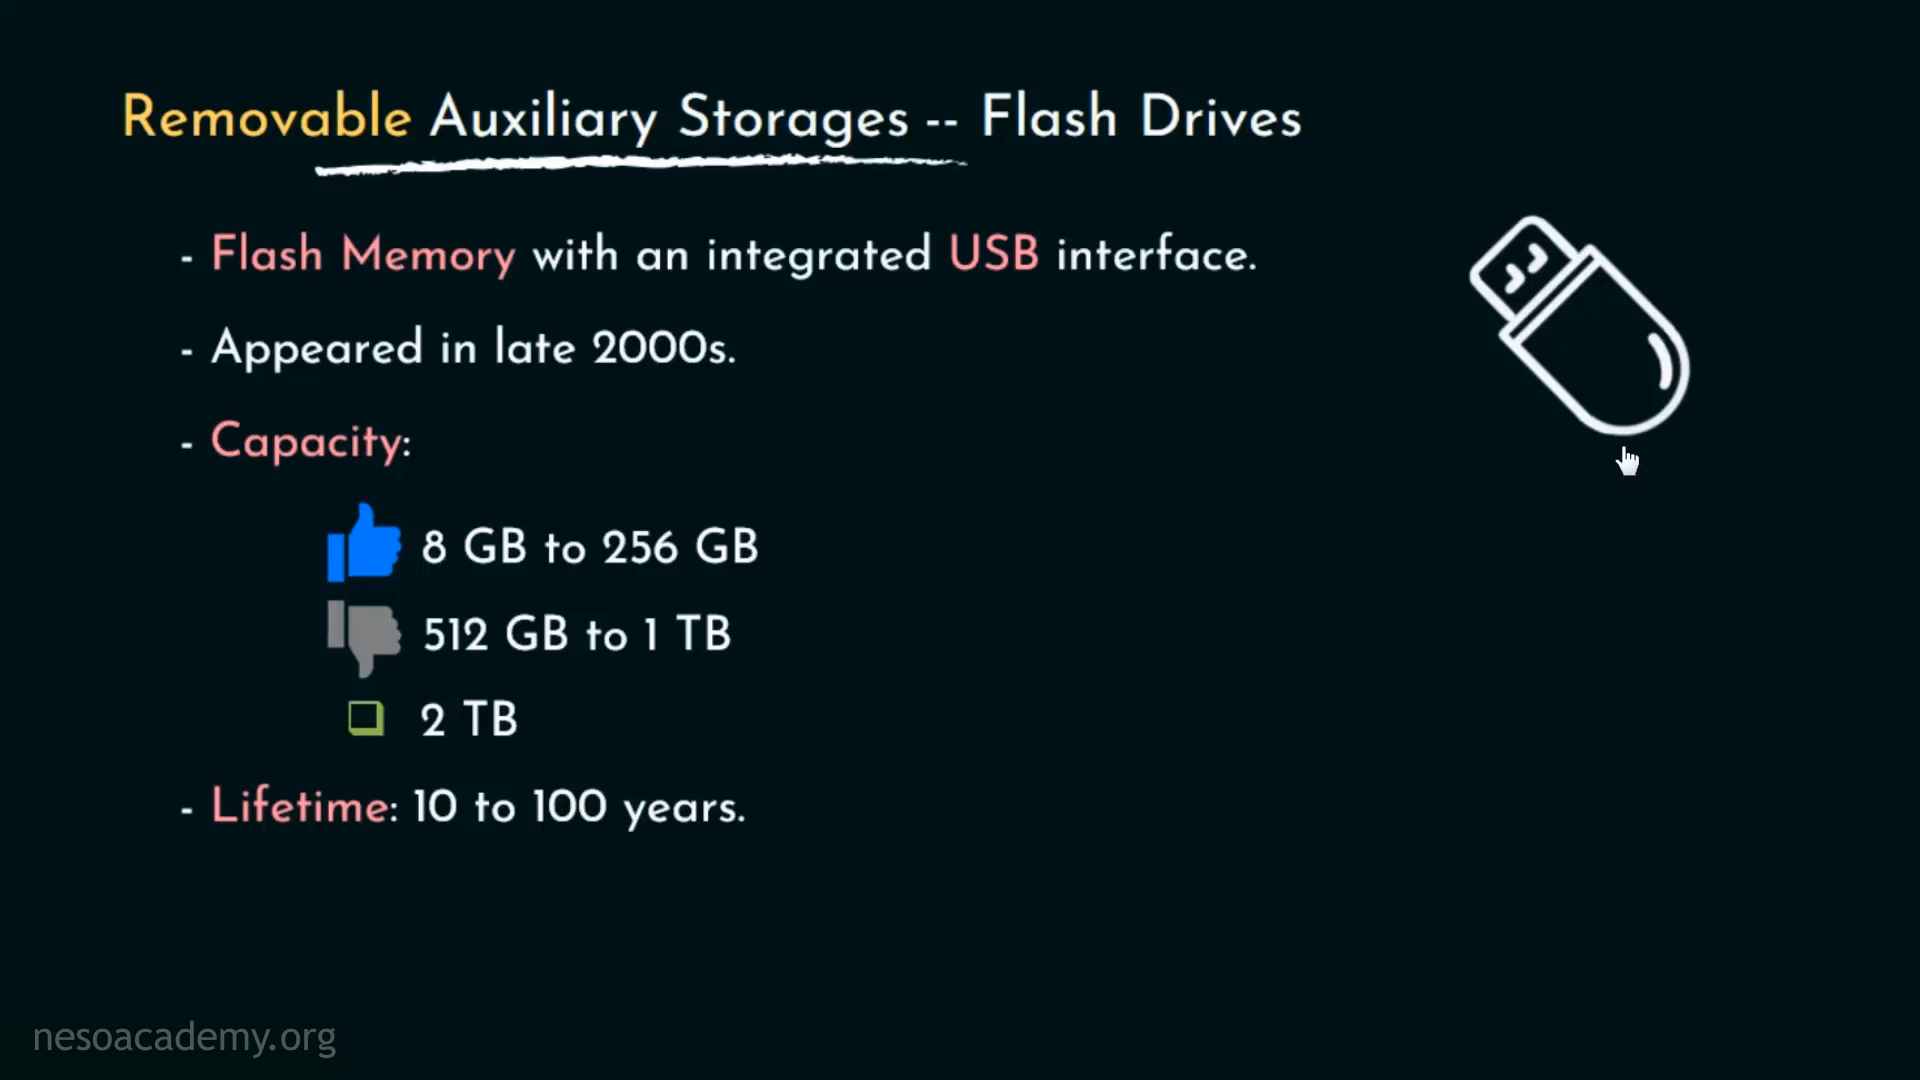 Removable Auxiliary Storages -- Flash Drives
- Flash Memory with an integrated USB interface.
- Appeared in late 2000s.
- Capacity:
8 GB to 256 GB
512 GB to 1 TB
2 TB
- Lifetime: 10 to 100 years.
nesoacademy.org